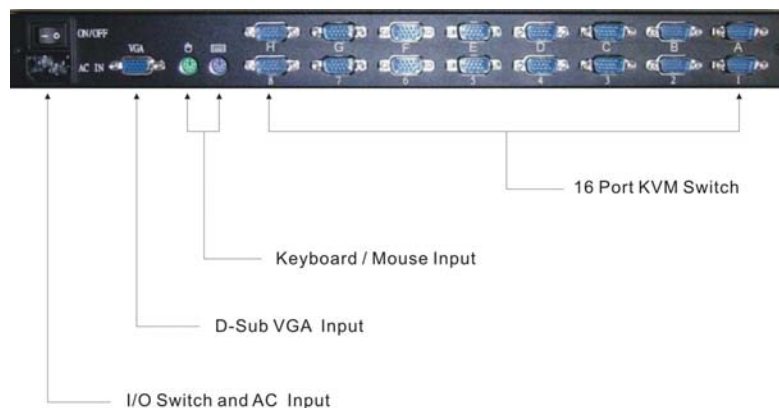 ON/OFF
VGA
AC IN
H G F E D C B A
8 7 6 5 4 3 2 1
16 Port KVM Switch
Keyboard / Mouse Input
D-Sub VGA Input
I/O Switch and AC Input